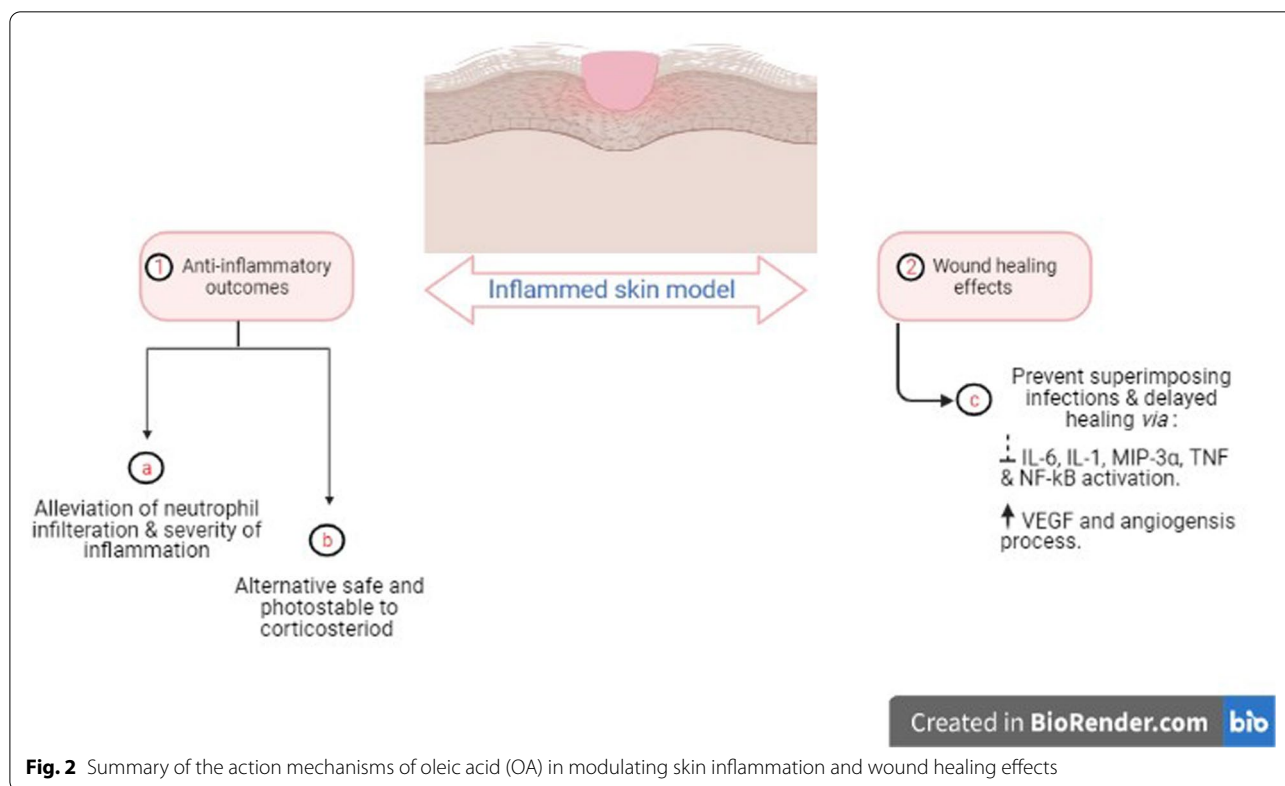 Inflammed skin model
1 Anti-inflammatory
outcomes
a
Alleviation of neutrophil
infilteration & severity of
inflammation
b
Alternative safe and
photostable to
corticosteriod
2 Wound healing
effects
c
Prevent superimposing
infections & delayed
healing via :
IL-6, IL-1, MIP-3α, TNF
& NF-kB activation.
VEGF and angiogensis
process.
Created in BioRender.com bio
Fig. 2 Summary of the action mechanisms of oleic acid (OA) in modulating skin inflammation and wound healing effects